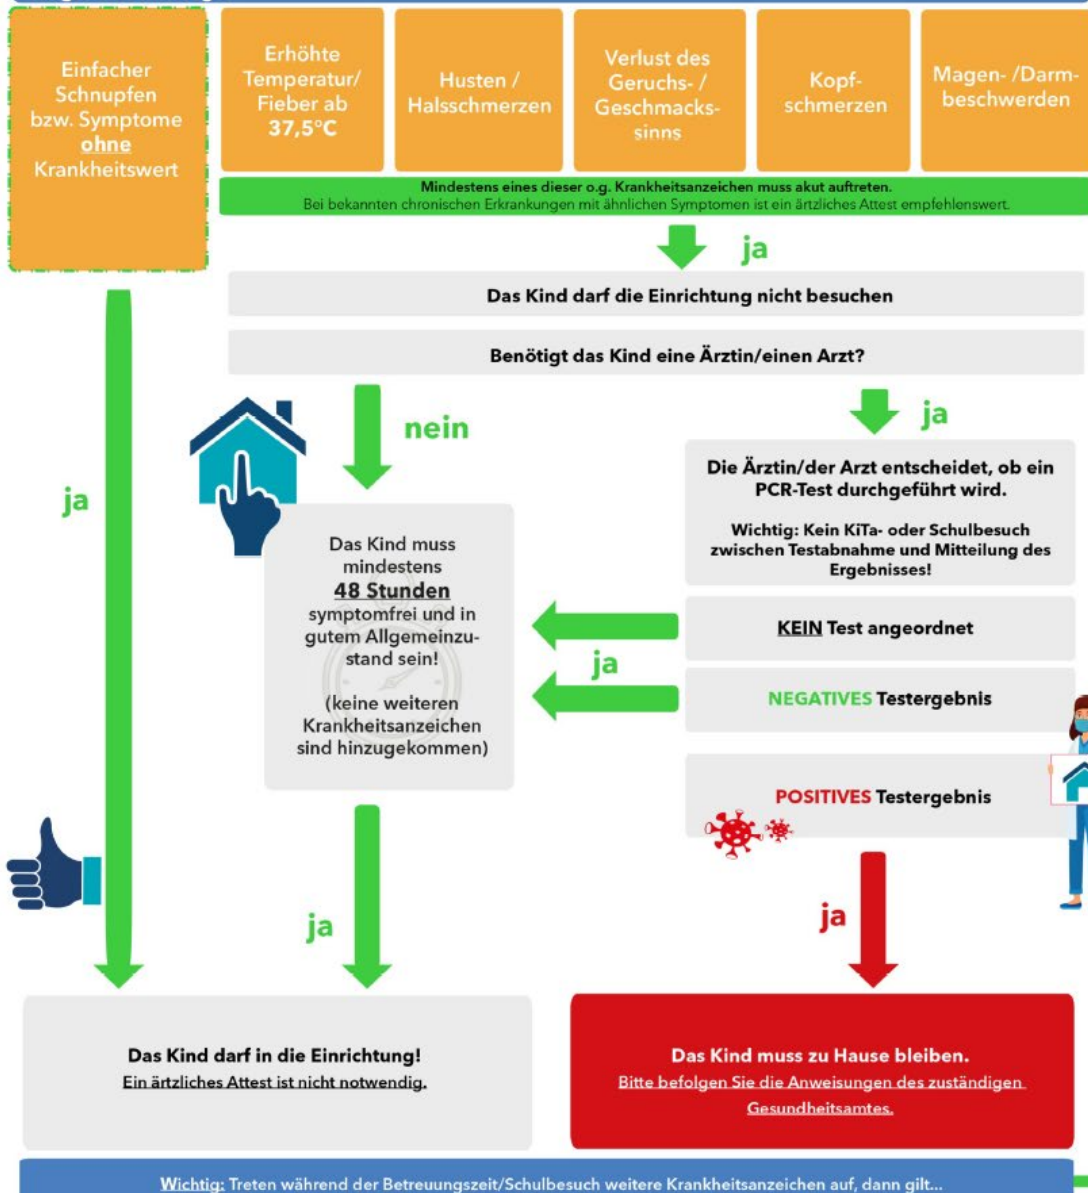 Einfacher
Schnupfen
bzw. Symptome
ohne
Krankheitswert
Erhöhte
Temperatur/
Fieber ab
37,5°C
Husten /
Halsschmerzen
Verlust des
Geruchs- /
Geschmacks-
sinns
Kopf-
schmerzen
Magen- /Darm-
beschwerden
Mindestens eines dieser o.g. Krankheitsanzeichen muss akut auftreten.
Bei bekannten chronischen Erkrankungen mit ähnlichen Symptomen ist ein ärtzliches Attest empfehlenswert.
ja
Das Kind darf die Einrichtung nicht besuchen
Benötigt das Kind eine Ärztin/einen Arzt?
nein
ja
ja
Die Ärztin/der Arzt entscheidet, ob ein
PCR-Test durchgeführt wird.
Wichtig: Kein KiTa- oder Schulbesuch
zwischen Testabnahme und Mitteilung des
Ergebnisses!
Das Kind muss
mindestens
48 Stunden
symptomfrei und in
gutem Allgemeinzu-
stand sein!
(keine weiteren
Krankheitsanzeichen
sind hinzugekommen)
KEIN Test angeordnet
ja
NEGATIVES Testergebnis
POSITIVES Testergebnis
ja
ja
Das Kind darf in die Einrichtung!
Ein ärtzliches Attest ist nicht notwendig.
Das Kind muss zu Hause bleiben.
Bitte befolgen Sie die Anweisungen des zuständigen
Gesundheitsamtes.
Wichtig: Treten während der Betreuungszeit/Schulbesuch weitere Krankheitsanzeichen auf, dann gilt...